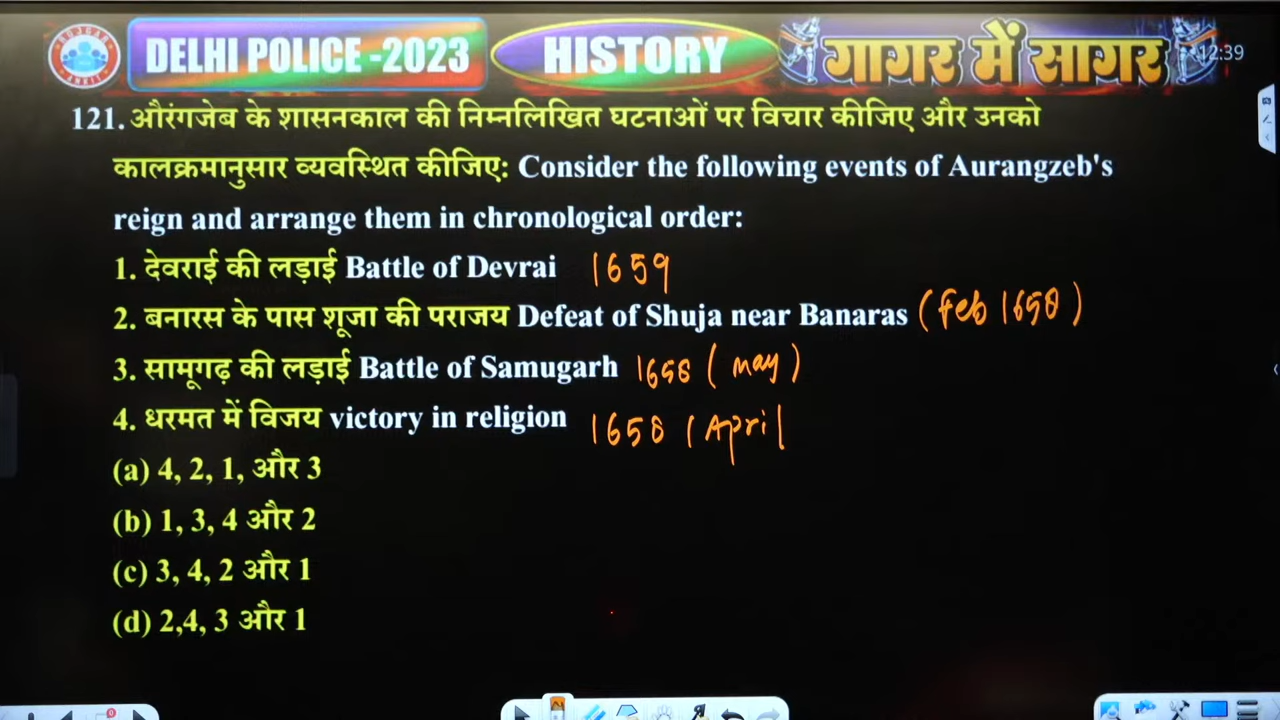 ROJGAR
ANKIT
DELHI POLICE -2023
HISTORY
गागर में सागर
12:39
121. औरंगजेब के शासनकाल की निम्नलिखित घटनाओं पर विचार कीजिए और उनको
कालक्रमानुसार व्यवस्थित कीजिए: Consider the following events of Aurangzeb's
reign and arrange them in chronological order:
1. देवराई की लड़ाई Battle of Devrai 1659
2. बनारस के पास शूजा की पराजय Defeat of Shuja near Banaras (Feb 1658)
3. सामूगढ़ की लड़ाई Battle of Samugarh 1658 (may)
4. धरमत में विजय victory in religion 1658 (April
(a) 4, 2, 1, और 3
(b) 1, 3, 4 और 2
(c) 3, 4, 2 और 1
(d) 2,4, 3 और 1